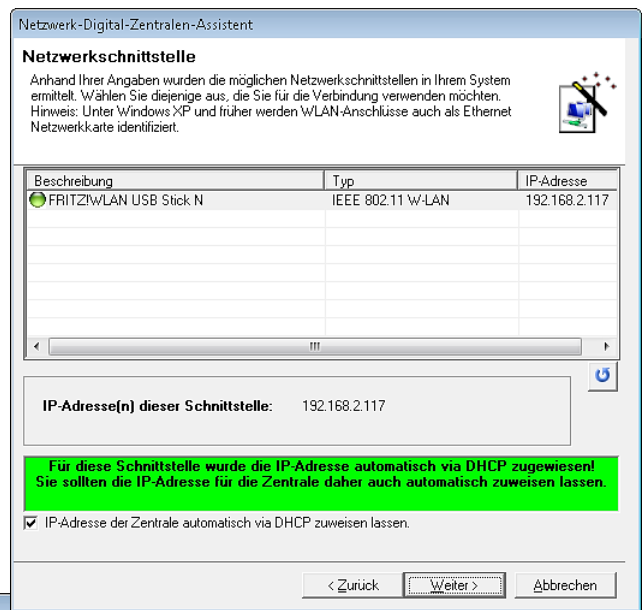 Netzwerk-Digital-Zentralen-Assistent
Netzwerkschnittstelle
Anhand Ihrer Angaben wurden die möglichen Netzwerkschnittstellen in Ihrem System
ermittelt. Wählen Sie diejenige aus, die Sie für die Verbindung verwenden möchten.
Hinweis: Unter Windows XP und früher werden WLAN-Anschlüsse auch als Ethernet
Netzwerkkarte identifiziert.
Beschreibung Typ IP-Adresse
FRITZ!WLAN USB Stick N IEEE 802.11 W-LAN 192.168.2.117
IP-Adresse(n) dieser Schnittstelle: 192.168.2.117
Für diese Schnittstelle wurde die IP-Adresse automatisch via DHCP zugewiesen!
Sie sollten die IP-Adresse für die Zentrale daher auch automatisch zuweisen lassen.
IP-Adresse der Zentrale automatisch via DHCP zuweisen lassen.
< Zurück Weiter > Abbrechen